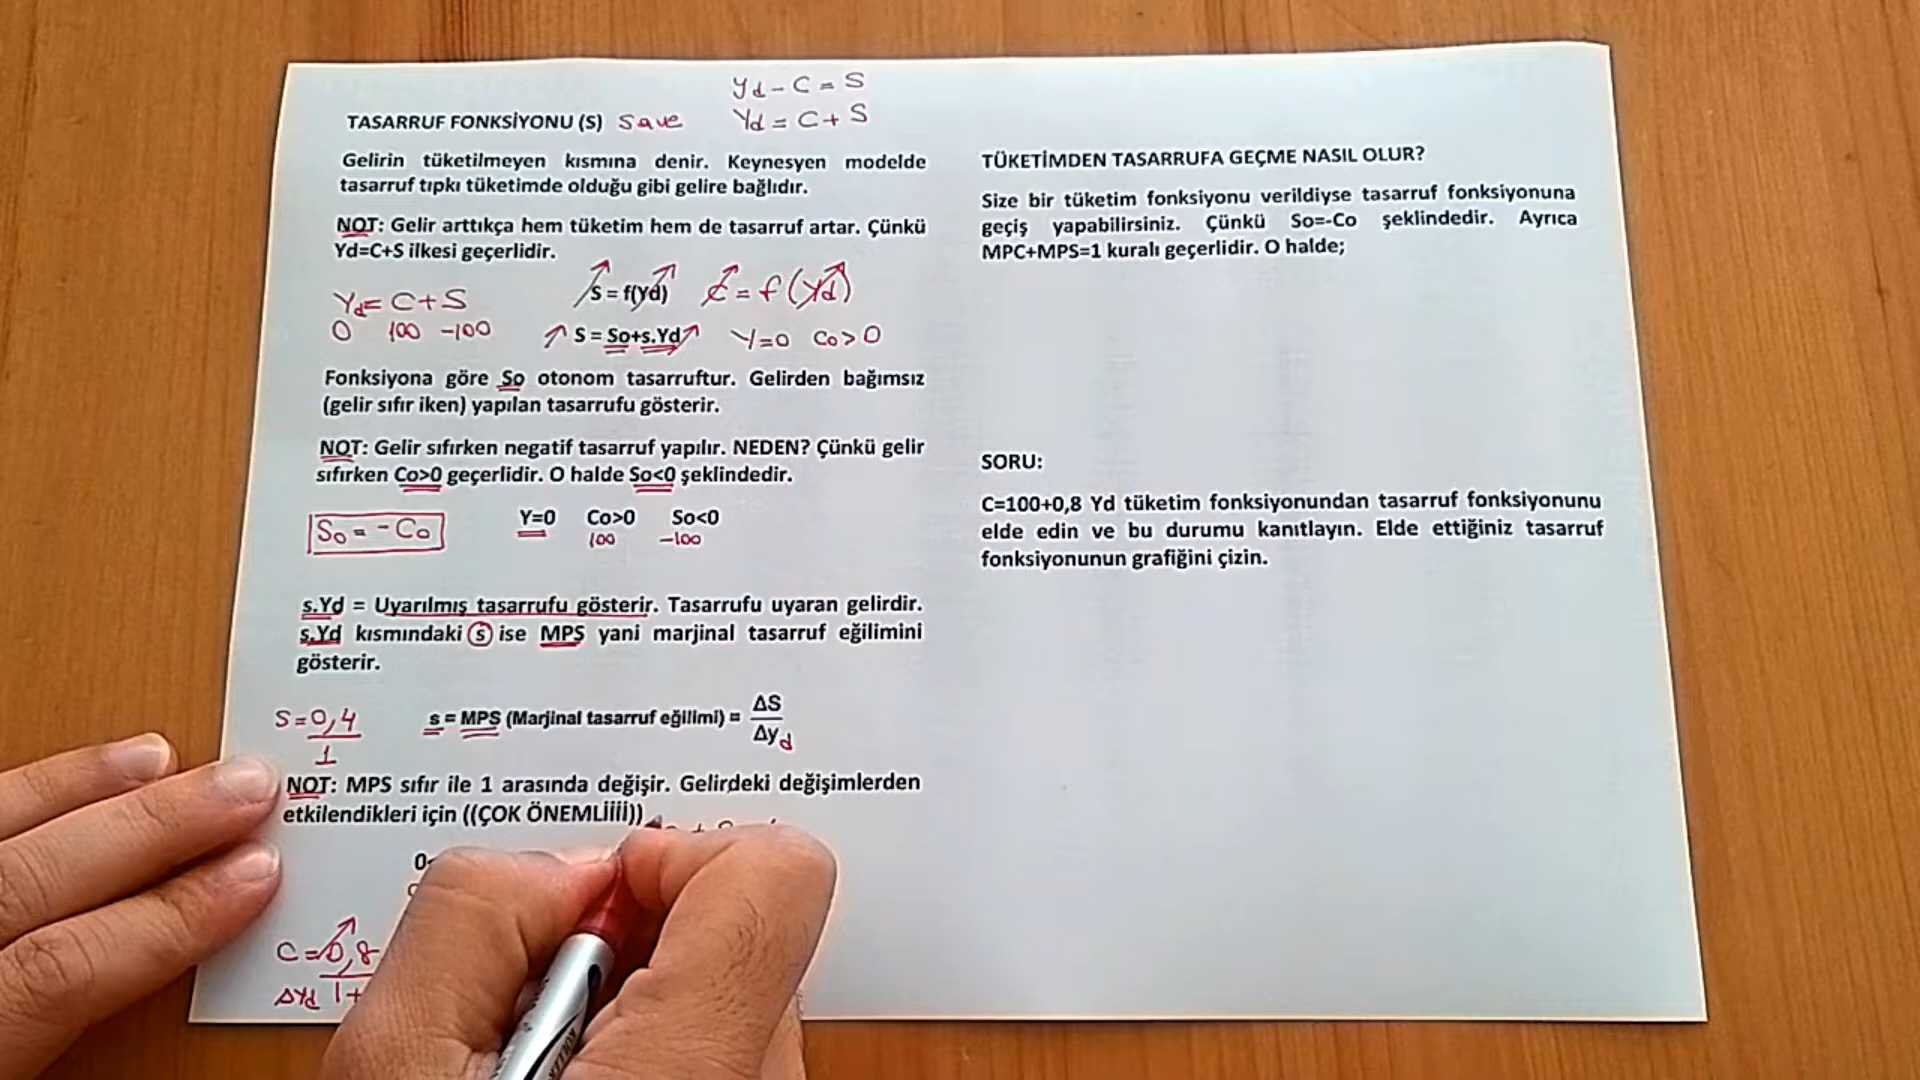 Yd - C = S
TASARRUF FONKSİYONU (S) Save Yd = C + S
Gelirin tüketilmeyen kısmına denir. Keynesyen modelde
tasarruf tıpkı tüketimde olduğu gibi gelire bağlıdır.
NOT: Gelir arttıkça hem tüketim hem de tasarruf artar. Çünkü
Yd=C+S ilkesi geçerlidir.
Yd= C+S S = f(Yd) C = f(Yd)
0 100 -100 S = So+s.Yd Y=0 Co>0
Fonksiyona göre So otonom tasarruftur. Gelirden bağımsız
(gelir sıfır iken) yapılan tasarrufu gösterir.
NOT: Gelir sıfırken negatif tasarruf yapılır. NEDEN? Çünkü gelir
sıfırken Co>0 geçerlidir. O halde So<0 şeklindedir.
So = - Co Y=0 Co>0 So<0
100 -100
s.Yd = Uyarılmış tasarrufu gösterir. Tasarrufu uyaran gelirdir.
s.Yd kısmındaki s ise MPS yani marjinal tasarruf eğilimini
gösterir.
S=0,4 s = MPS (Marjinal tasarruf eğilimi) = ΔS
1 Δyd
NOT: MPS sıfır ile 1 arasında değişir. Gelirdeki değişimlerden
etkilendikleri için ((ÇOK ÖNEMLİİİİ))
0
C=0,8
ΔYd 1+
TÜKETİMDEN TASARRUFA GEÇME NASIL OLUR?
Size bir tüketim fonksiyonu verildiyse tasarruf fonksiyonuna
geçiş yapabilirsiniz. Çünkü So=-Co şeklindedir. Ayrıca
MPC+MPS=1 kuralı geçerlidir. O halde;
SORU:
C=100+0,8 Yd tüketim fonksiyonundan tasarruf fonksiyonunu
elde edin ve bu durumu kanıtlayın. Elde ettiğiniz tasarruf
fonksiyonunun grafiğini çizin.